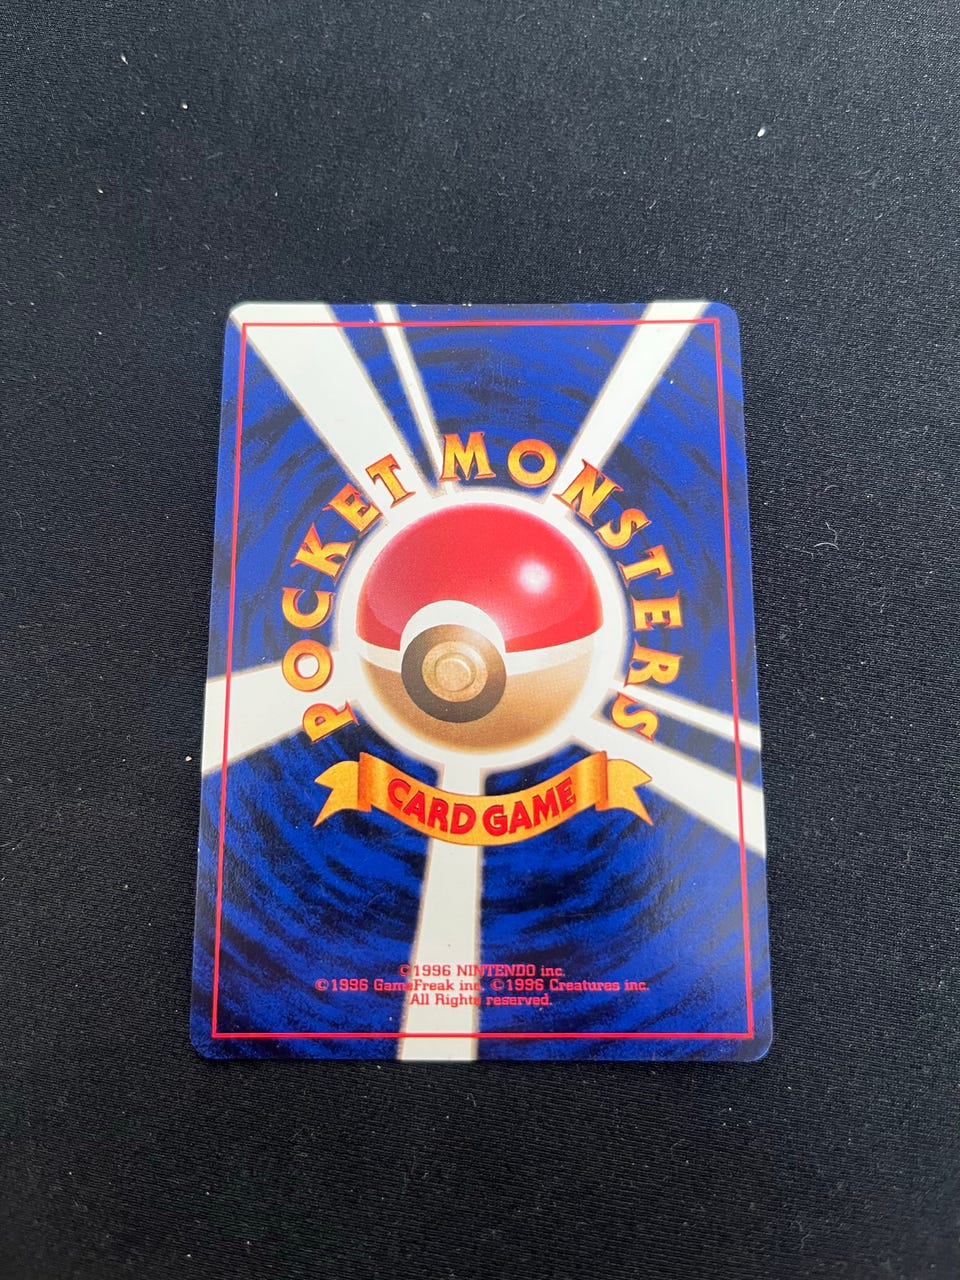 POCKET MONSTERS
CARD GAME
©1996 NINTENDO inc.
©1996 GameFreak inc. ©1996 Creatures inc.
All Rights reserved.